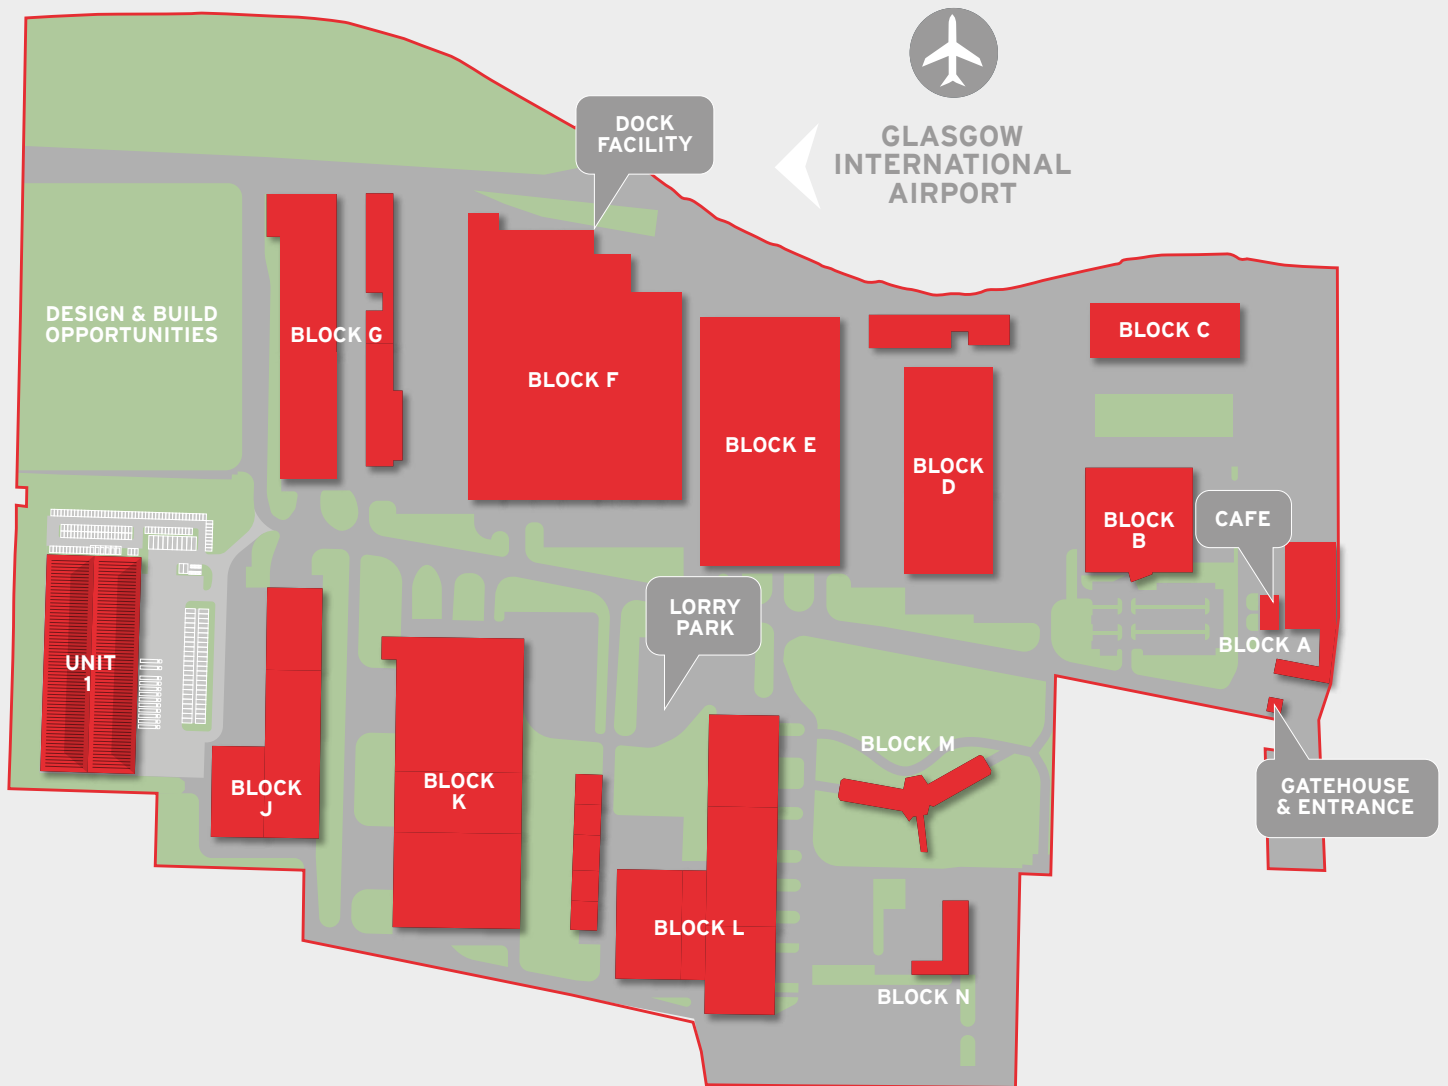 GLASGOW
INTERNATIONAL
AIRPORT
DOCK
FACILITY
DESIGN & BUILD
OPPORTUNITIES
BLOCK G
BLOCK F
BLOCK E
BLOCK
D
BLOCK C
BLOCK
B
CAFE
BLOCK A
LORRY
PARK
UNIT
1
BLOCK
J
BLOCK
K
BLOCK L
BLOCK M
BLOCK N
GATEHOUSE
& ENTRANCE